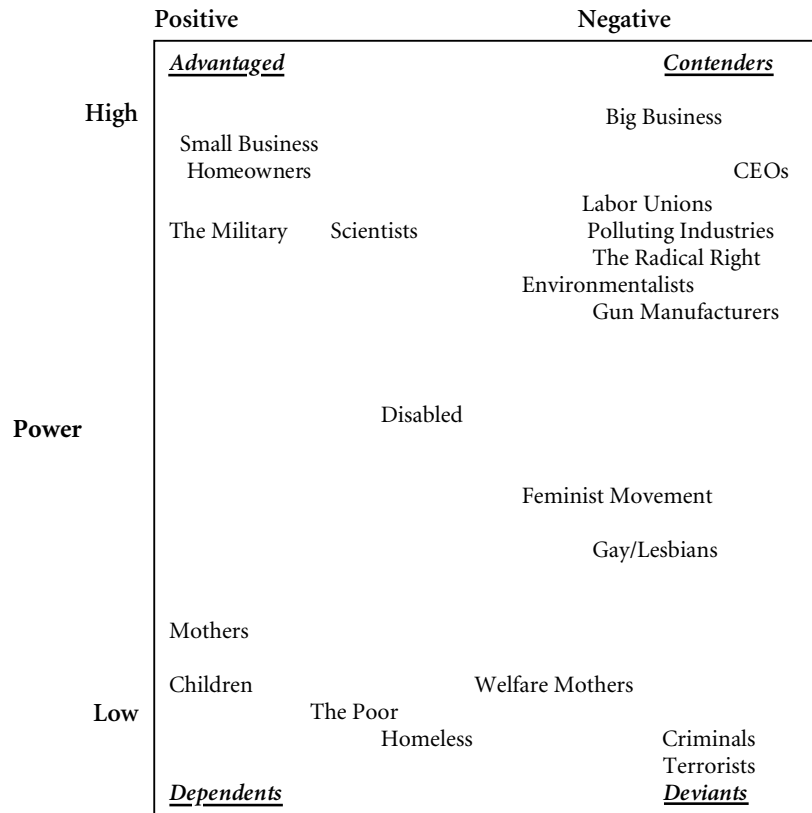 Positive Negative
Advantaged Contenders
High Big Business
Small Business
Homeowners CEOs
Labor Unions
The Military Scientists Polluting Industries
The Radical Right
Environmentalists
Gun Manufacturers
Disabled
Power
Feminist Movement
Gay/Lesbians
Mothers
Children Welfare Mothers
Low The Poor
Homeless Criminals
Terrorists
Dependents Deviants